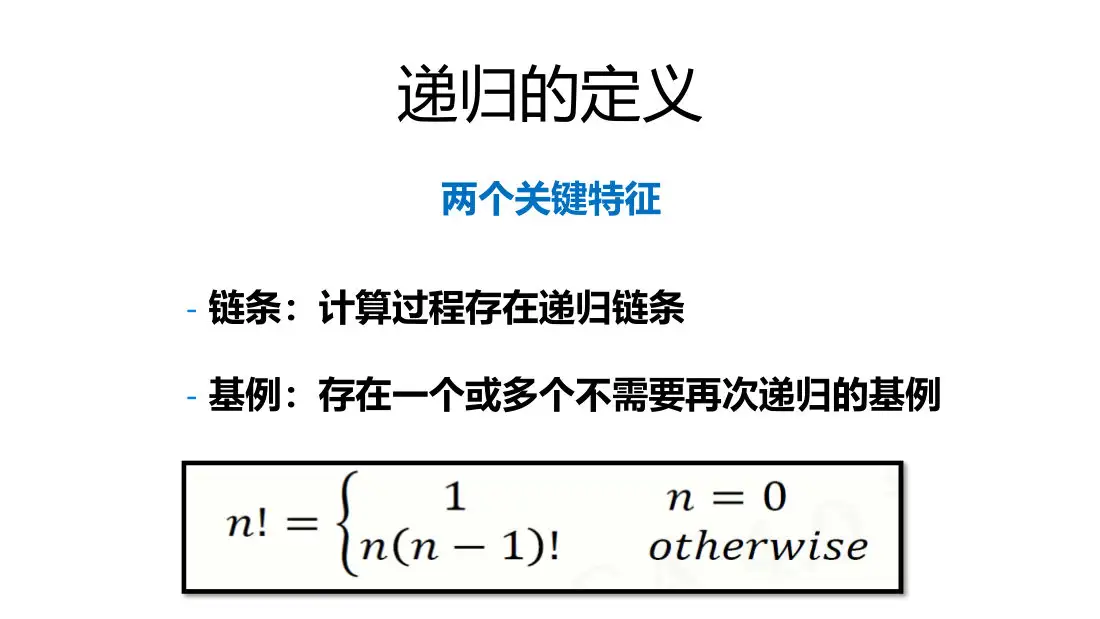 递归的定义
两个关键特征
- 链条：计算过程存在递归链条
- 基例：存在一个或多个不需要再次递归的基例
n! = { 1 n = 0
n(n − 1)! otherwise